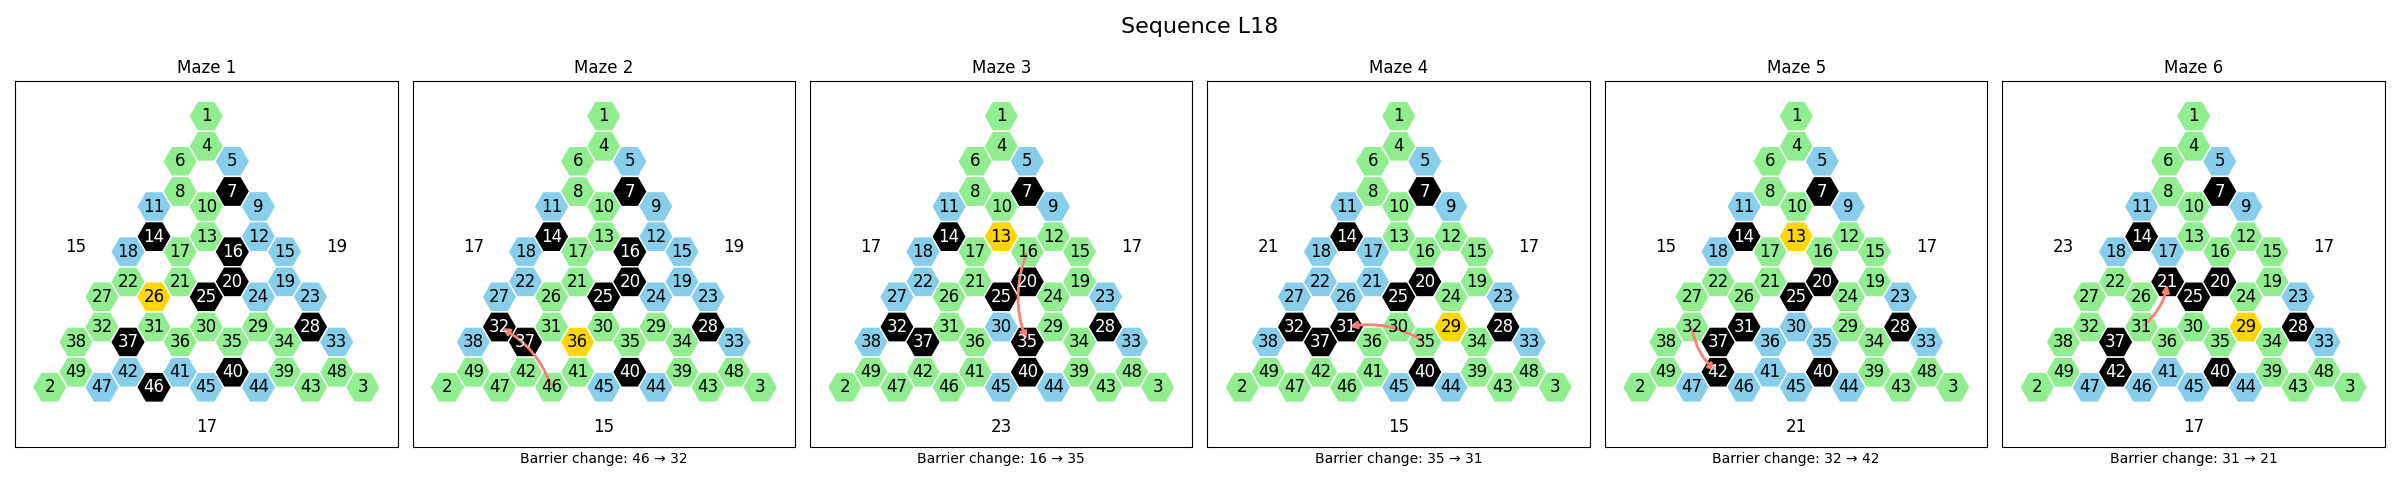 Sequence L18
Maze 1
1
4
6 5
8 7
11 10 9
14 13 12
15 18 17 16 15 19
22 21 20 19
27 26 25 24 23
32 31 30 29 28
38 37 36 35 34 33
49 42 41 40 39 48
2 47 46 45 44 43 3
17
Maze 2
1
4
6 5
8 7
11 10 9
14 13 12
17 18 17 16 15 19
22 21 20 19
27 26 25 24 23
32 31 30 29 28
38 37 36 35 34 33
49 42 41 40 39 48
2 47 46 45 44 43 3
15
Barrier change: 46 → 32
Maze 3
1
4
6 5
8 7
11 10 9
14 13 12
17 18 17 16 15 17
22 21 20 19
27 26 25 24 23
32 31 30 29 28
38 37 36 35 34 33
49 42 41 40 39 48
2 47 46 45 44 43 3
23
Barrier change: 16 → 35
Maze 4
1
4
6 5
8 7
11 10 9
14 13 12
21 18 17 16 15 17
22 21 20 19
27 26 25 24 23
32 31 30 29 28
38 37 36 35 34 33
49 42 41 40 39 48
2 47 46 45 44 43 3
15
Barrier change: 35 → 31
Maze 5
1
4
6 5
8 7
11 10 9
14 13 12
15 18 17 16 15 17
22 21 20 19
27 26 25 24 23
32 31 30 29 28
38 37 36 35 34 33
49 42 41 40 39 48
2 47 46 45 44 43 3
21
Barrier change: 32 → 42
Maze 6
1
4
6 5
8 7
11 10 9
14 13 12
23 18 17 16 15 17
22 21 20 19
27 26 25 24 23
32 31 30 29 28
38 37 36 35 34 33
49 42 41 40 39 48
2 47 46 45 44 43 3
17
Barrier change: 31 → 21